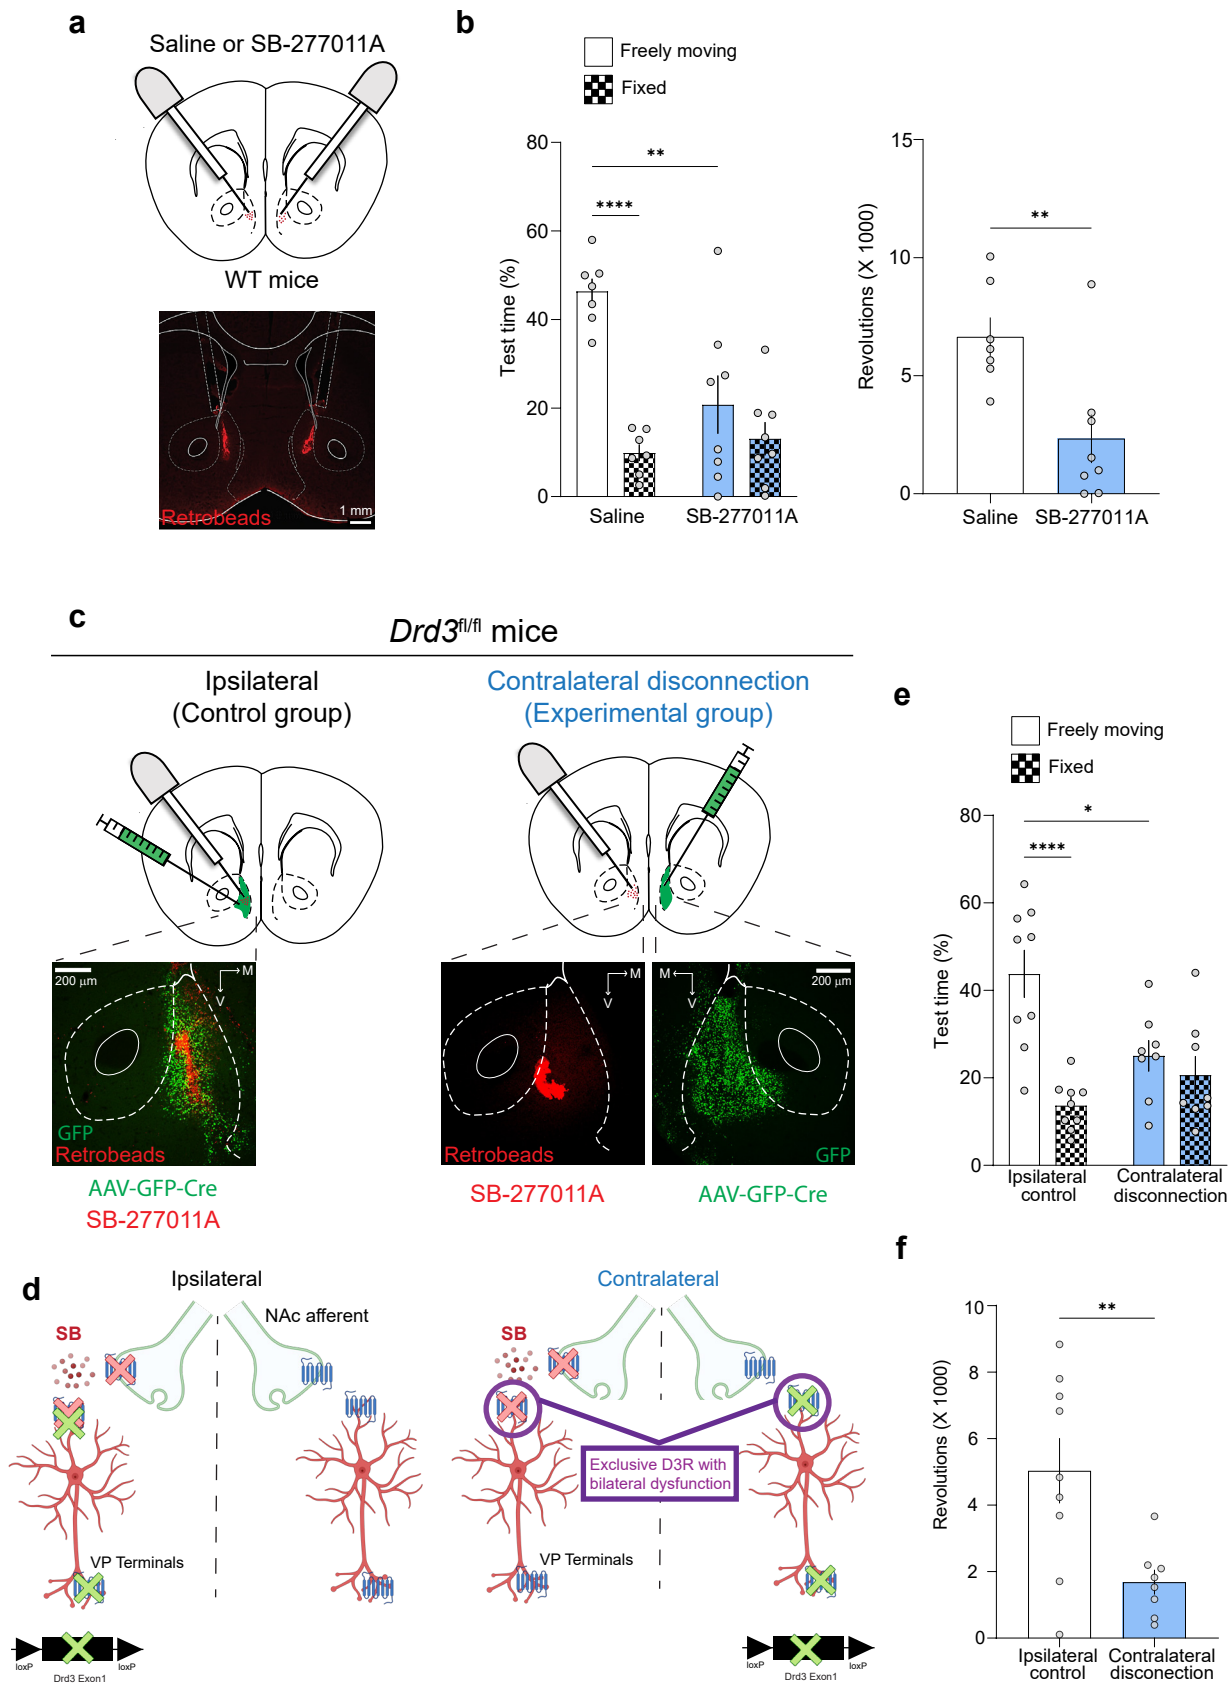 a
Saline or SB-277011A
WT mice
Retrobeads
1 mm
b
Freely moving
Fixed
Test time (%)
80
60
40
20
0
**
****
Saline
SB-277011A
Revolutions (X 1000)
15
10
5
0
**
Saline
SB-277011A
c
Drd3fl/fl mice
Ipsilateral
(Control group)
Contralateral disconnection
(Experimental group)
200 µm
M
V
GFP
Retrobeads
AAV-GFP-Cre
SB-277011A
M
V
Retrobeads
SB-277011A
M
200 µm
GFP
AAV-GFP-Cre
e
Freely moving
Fixed
Test time (%)
80
60
40
20
0
*
****
Ipsilateral
control
Contralateral
disconnection
d
Ipsilateral
NAc afferent
SB
VP Terminals
loxP
loxP
Drd3 Exon1
Contralateral
SB
Exclusive D3R with
bilateral dysfunction
VP Terminals
loxP
loxP
Drd3 Exon1
f
Revolutions (X 1000)
10
8
6
4
2
0
**
Ipsilateral
control
Contralateral
disconection